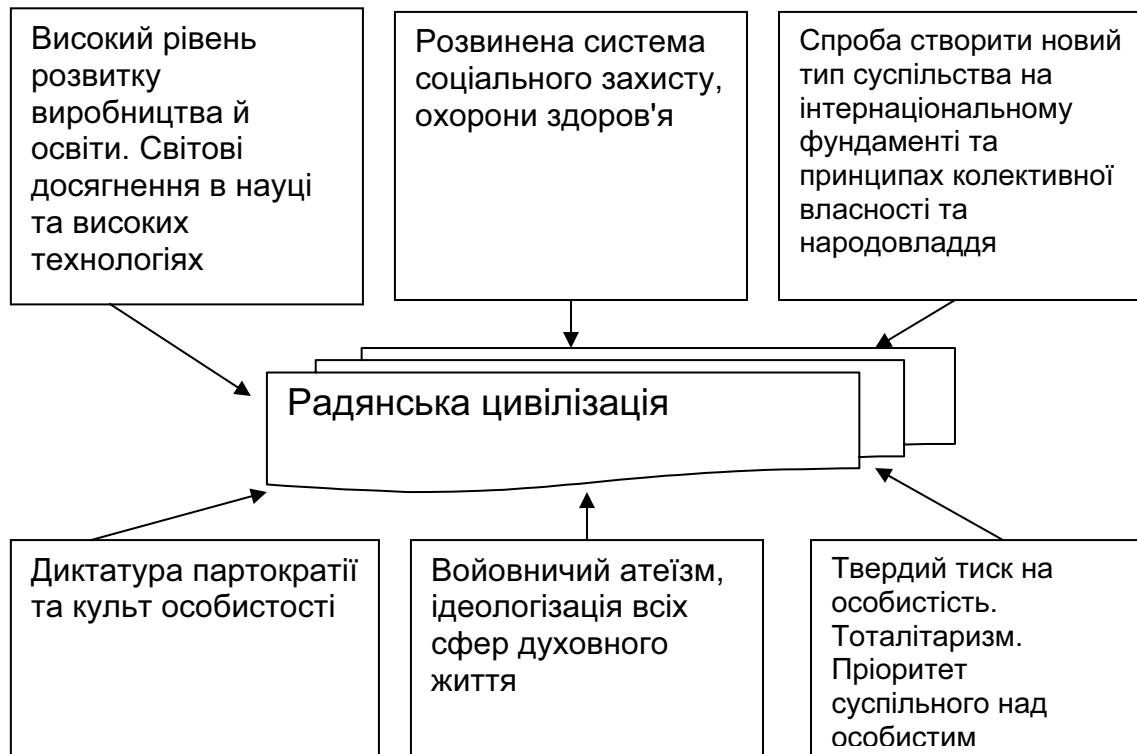 Високий рівень
розвитку
виробництва й
освіти. Світові
досягнення в науці
та високих
технологіях
Розвинена система
соціального захисту,
охорони здоров'я
Спроба створити новий
тип суспільства на
інтернаціональному
фундаменті та
принципах колективної
власності та
народовладдя
Радянська цивілізація
Диктатура партократії
та культ особистості
Войовничий атеїзм,
ідеологізація всіх
сфер духовного
життя
Твердий тиск на
особистість.
Тоталітаризм.
Пріоритет
суспільного над
особистим